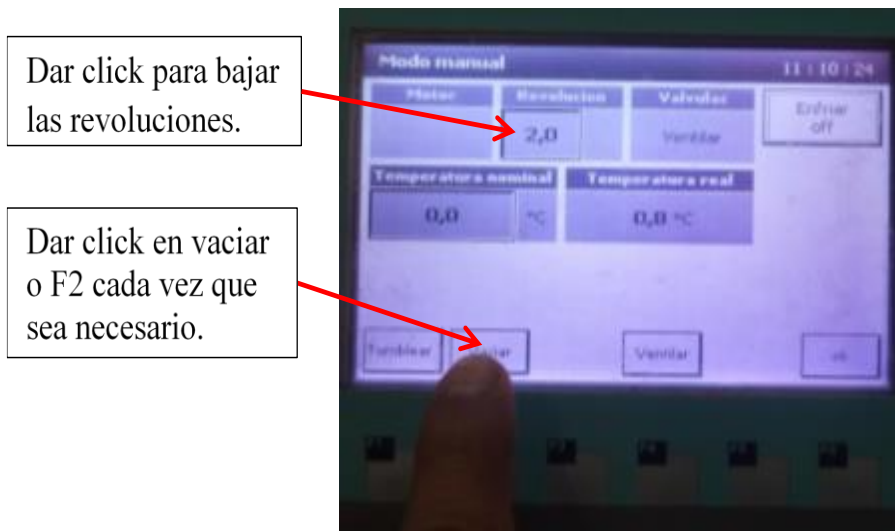 Dar click para bajar
las revoluciones.
Dar click en vaciar
o F2 cada vez que
sea necesario.
Modo manual
11 : 10 : 24
Motor Revolucion Valvulas
2,0 Ventilar
Enfriar
off
Temperatura nominal Temperatura real
0,0 °C 0,0 °C
Tumblear Ventilar ok